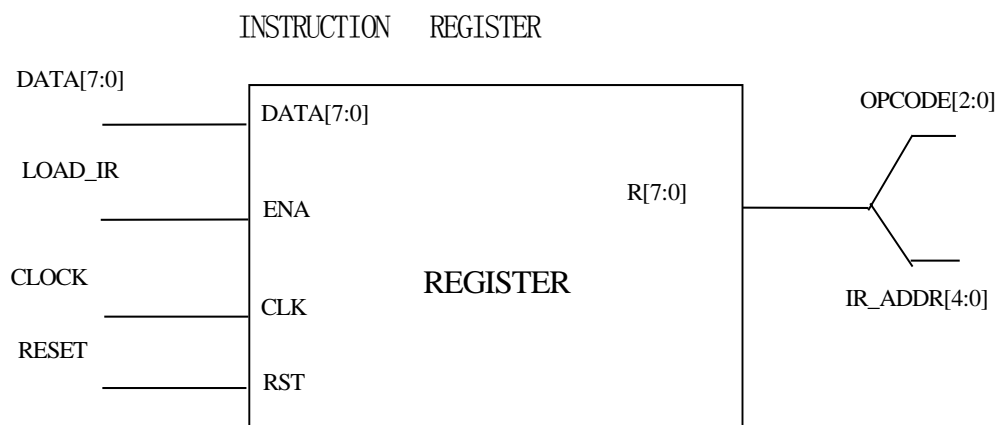 INSTRUCTION REGISTER
DATA[7:0]
DATA[7:0]
OPCODE[2:0]
LOAD_IR
ENA
R[7:0]
CLOCK
CLK
REGISTER
IR_ADDR[4:0]
RESET
RST